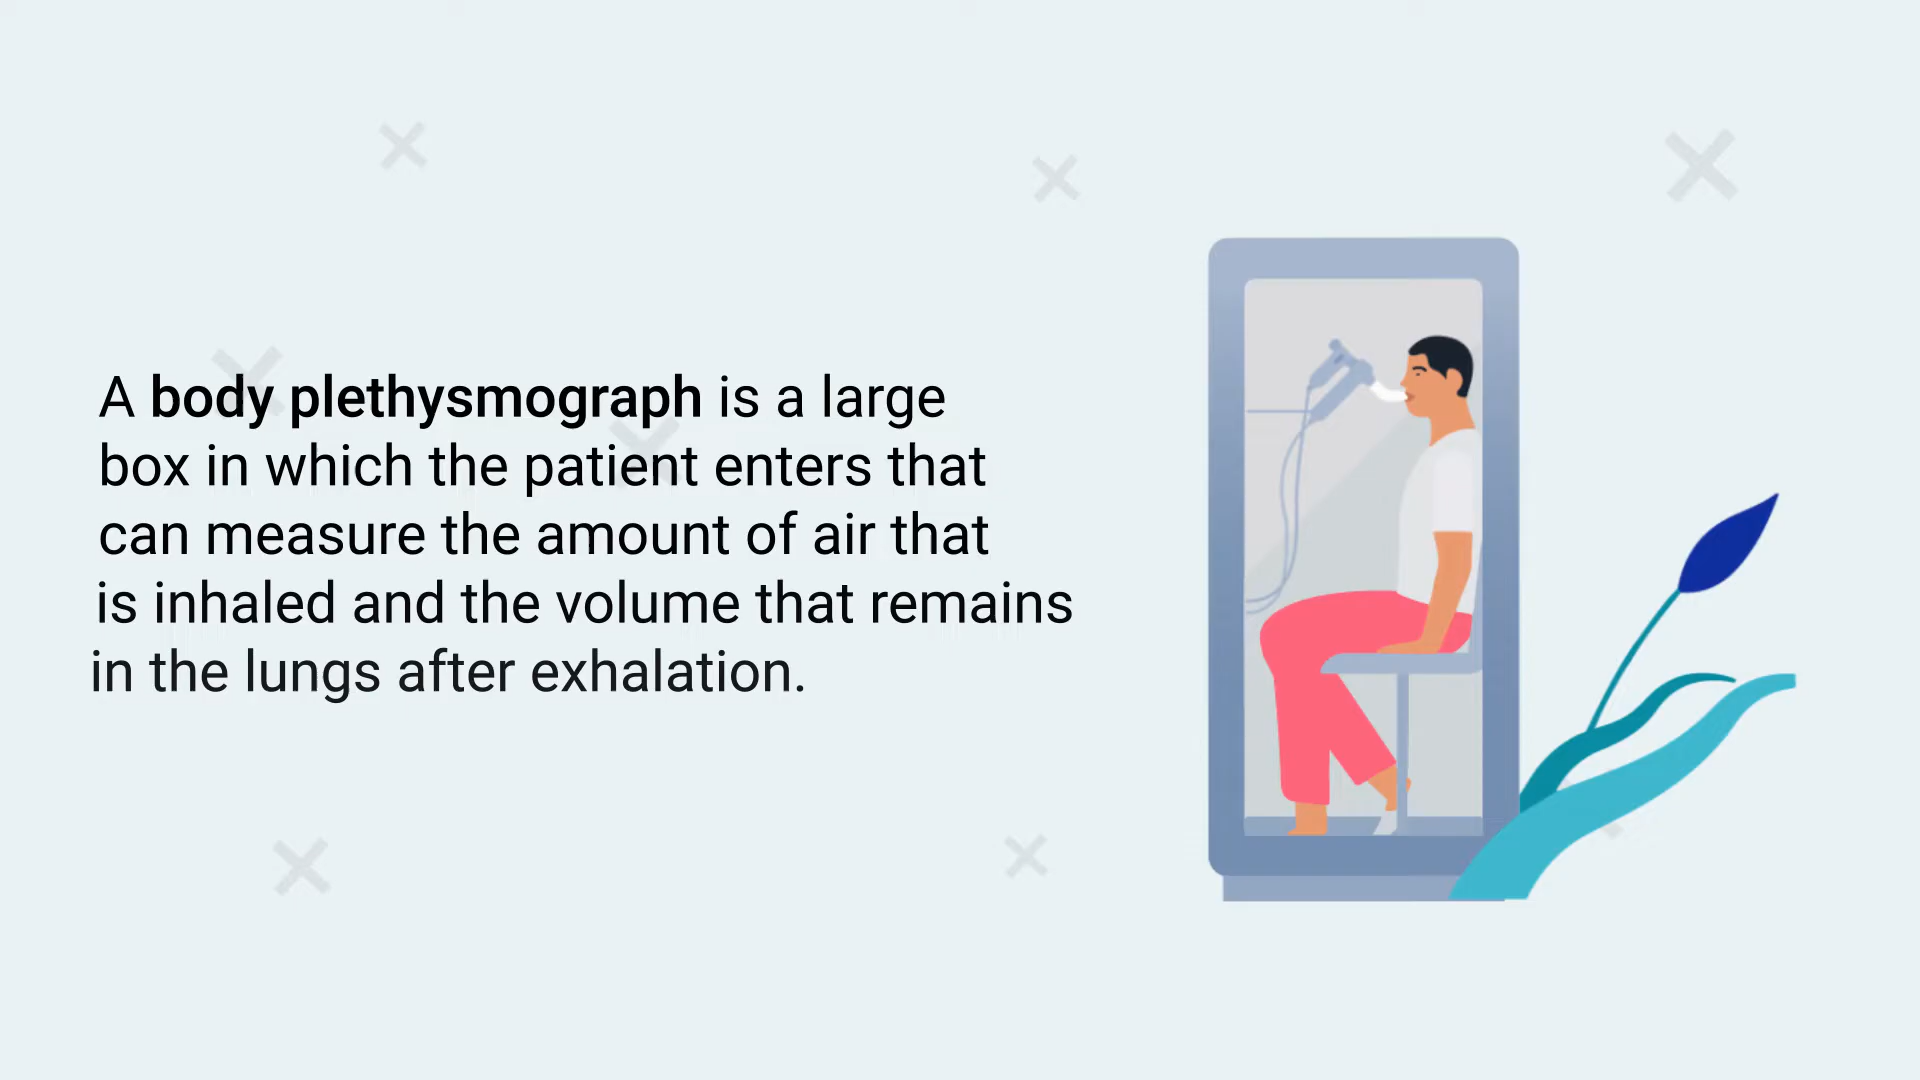 A body plethysmograph is a large
box in which the patient enters that
can measure the amount of air that
is inhaled and the volume that remains
in the lungs after exhalation.